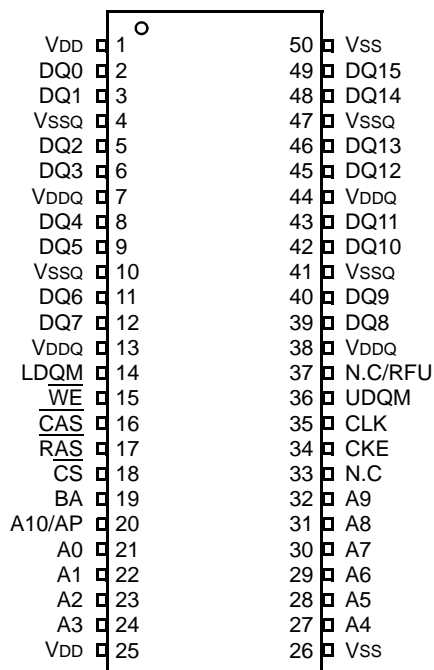 VDD 1 50 VSS
DQ0 2 49 DQ15
DQ1 3 48 DQ14
VSSQ 4 47 VSSQ
DQ2 5 46 DQ13
DQ3 6 45 DQ12
VDDQ 7 44 VDDQ
DQ4 8 43 DQ11
DQ5 9 42 DQ10
VSSQ 10 41 VSSQ
DQ6 11 40 DQ9
DQ7 12 39 DQ8
VDDQ 13 38 VDDQ
LDQM 14 37 N.C/RFU
WE 15 36 UDQM
CAS 16 35 CLK
RAS 17 34 CKE
CS 18 33 N.C
BA 19 32 A9
A10/AP 20 31 A8
A0 21 30 A7
A1 22 29 A6
A2 23 28 A5
A3 24 27 A4
VDD 25 26 VSS